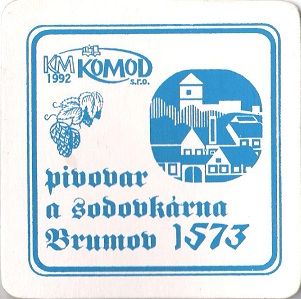 KM
1992
KOMOD
s.r.o.
pivovar
a sodovkárna
Brumov 1573